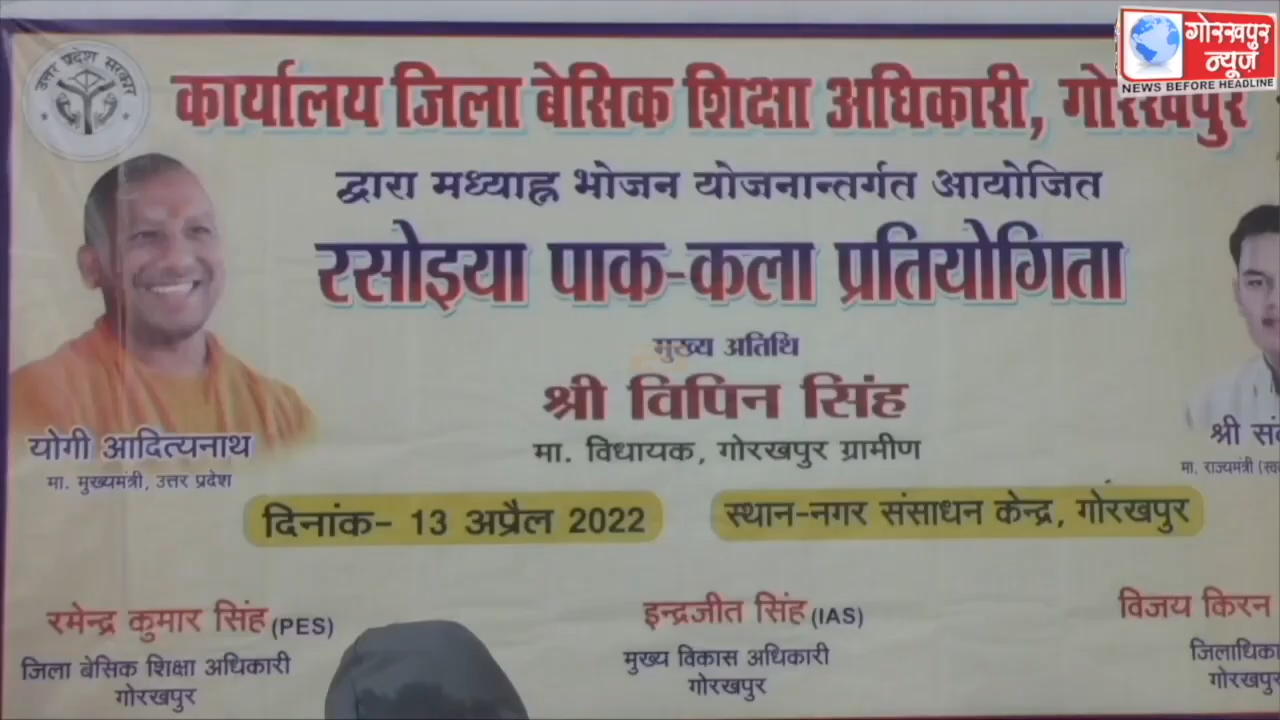 गोरखपुर
न्यूज़
NEWS BEFORE HEADLINE
उत्तर प्रदेश सरकार
कार्यालय जिला बेसिक शिक्षा अधिकारी, गोरखपुर
द्वारा मध्याह्न भोजन योजनान्तर्गत आयोजित
रसोइया पाक-कला प्रतियोगिता
मुख्य अतिथि
श्री विपिन सिंह
मा. विधायक, गोरखपुर ग्रामीण
योगी आदित्यनाथ
मा. मुख्यमंत्री, उत्तर प्रदेश
श्री
मा. राज्यमंत्री
दिनांक- 13 अप्रैल 2022
स्थान-नगर संसाधन केन्द्र, गोरखपुर
रमेन्द्र कुमार सिंह (PES)
जिला बेसिक शिक्षा अधिकारी
गोरखपुर
इन्द्रजीत सिंह (IAS)
मुख्य विकास अधिकारी
गोरखपुर
विजय किरन